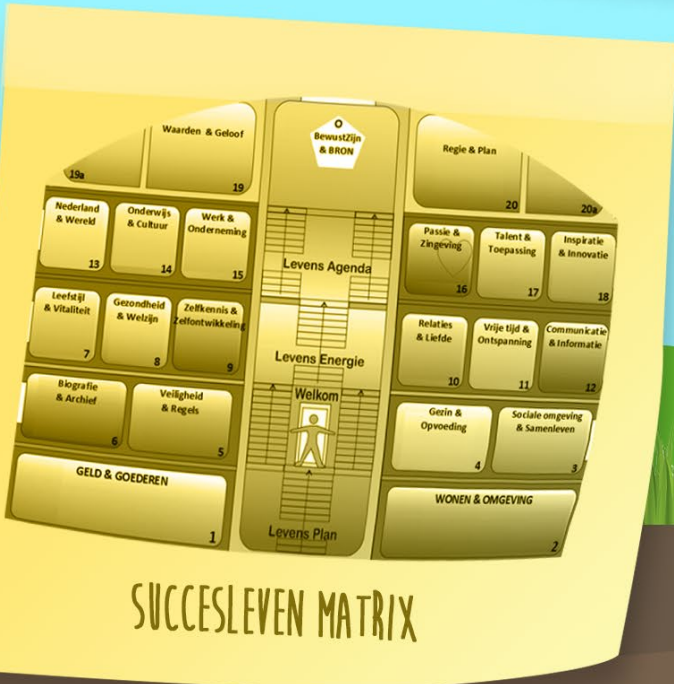 O
BewustZijn
& BRON
Waarden & Geloof
19a
19
Regie & Plan
20
20a
Nederland
& Wereld
13
Onderwijs
& Cultuur
14
Werk &
Onderneming
15
Levens Agenda
Passie &
Zingeving
16
Talent &
Toepassing
17
Inspiratie
& Innovatie
18
Leefstijl
& Vitaliteit
7
Gezondheid
& Welzijn
8
Zelfkennis &
Zelfontwikkeling
9
Levens Energie
Relaties
& Liefde
10
Vrije tijd &
Ontspanning
11
Communicatie
& Informatie
12
Biografie
& Archief
6
Veiligheid
& Regels
5
Welkom
Gezin &
Opvoeding
4
Sociale omgeving
& Samenleven
3
GELD & GOEDEREN
1
Levens Plan
WONEN & OMGEVING
2
SUCCESLEVEN MATRIX